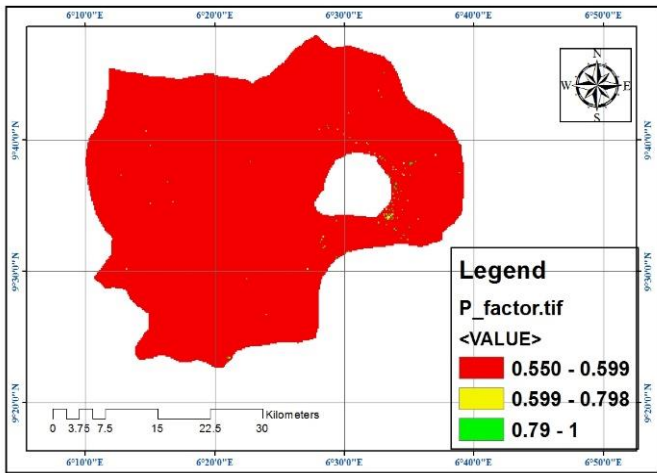 6°10'0"E 6°20'0"E 6°30'0"E 6°40'0"E 6°50'0"E
N
W E
S
9°40'0"N 9°40'0"N
9°30'0"N 9°30'0"N
Legend
P_factor.tif
<VALUE>
0.550 - 0.599
0.599 - 0.798
0.79 - 1
9°20'0"N 9°20'0"N
Kilometers
0 3.75 7.5 15 22.5 30
6°10'0"E 6°20'0"E 6°30'0"E 6°40'0"E 6°50'0"E